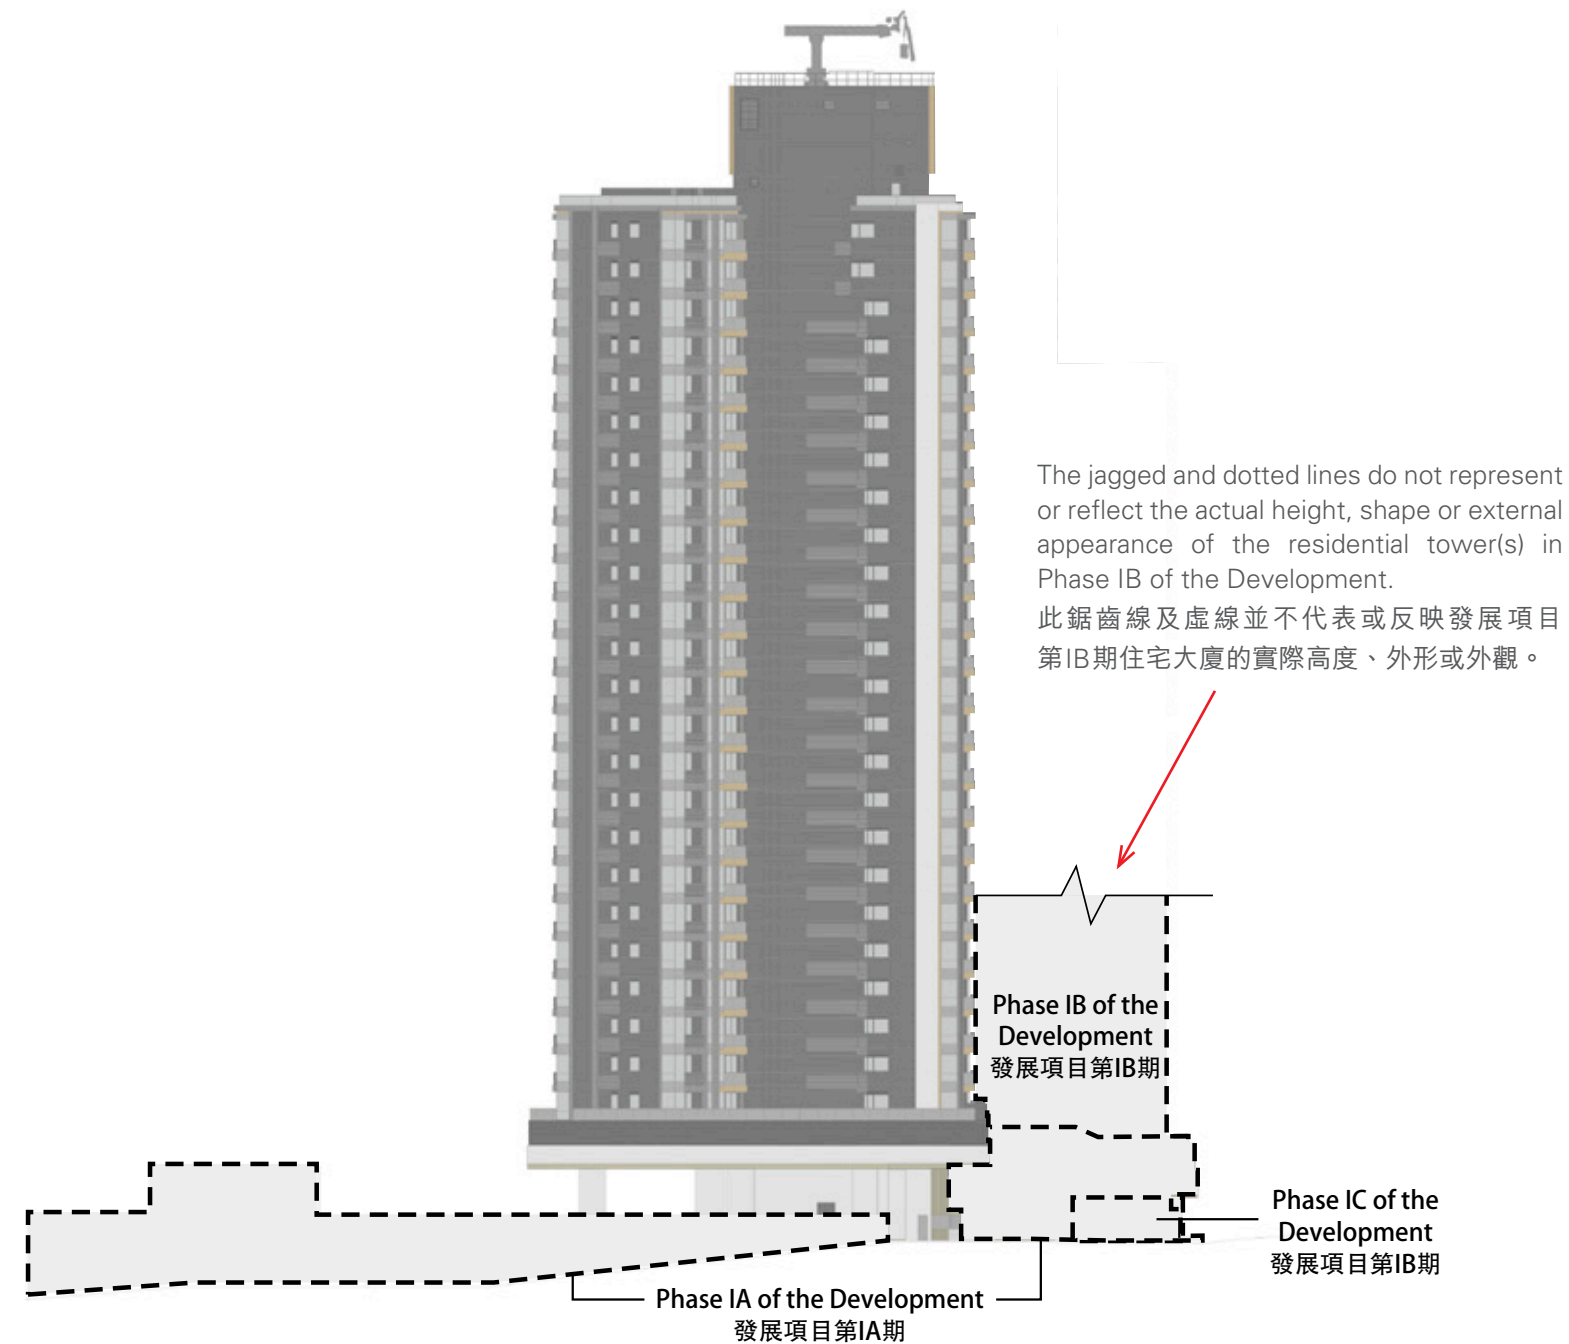 The jagged and dotted lines do not represent
or reflect the actual height, shape or external
appearance of the residential tower(s) in
Phase IB of the Development.
此鋸齒線及虛線並不代表或反映發展項目
第IB期住宅大廈的實際高度、外形或外觀。
Phase IB of the
Development
發展項目第IB期
Phase IC of the
Development
發展項目第IB期
Phase IA of the Development
發展項目第IA期